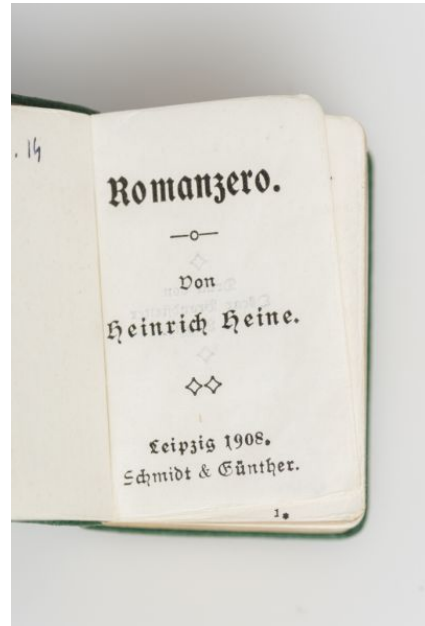 . 14
Romanzero.
Von
Heinrich Heine.
Leipzig 1908.
Schmidt & Günther.
1*